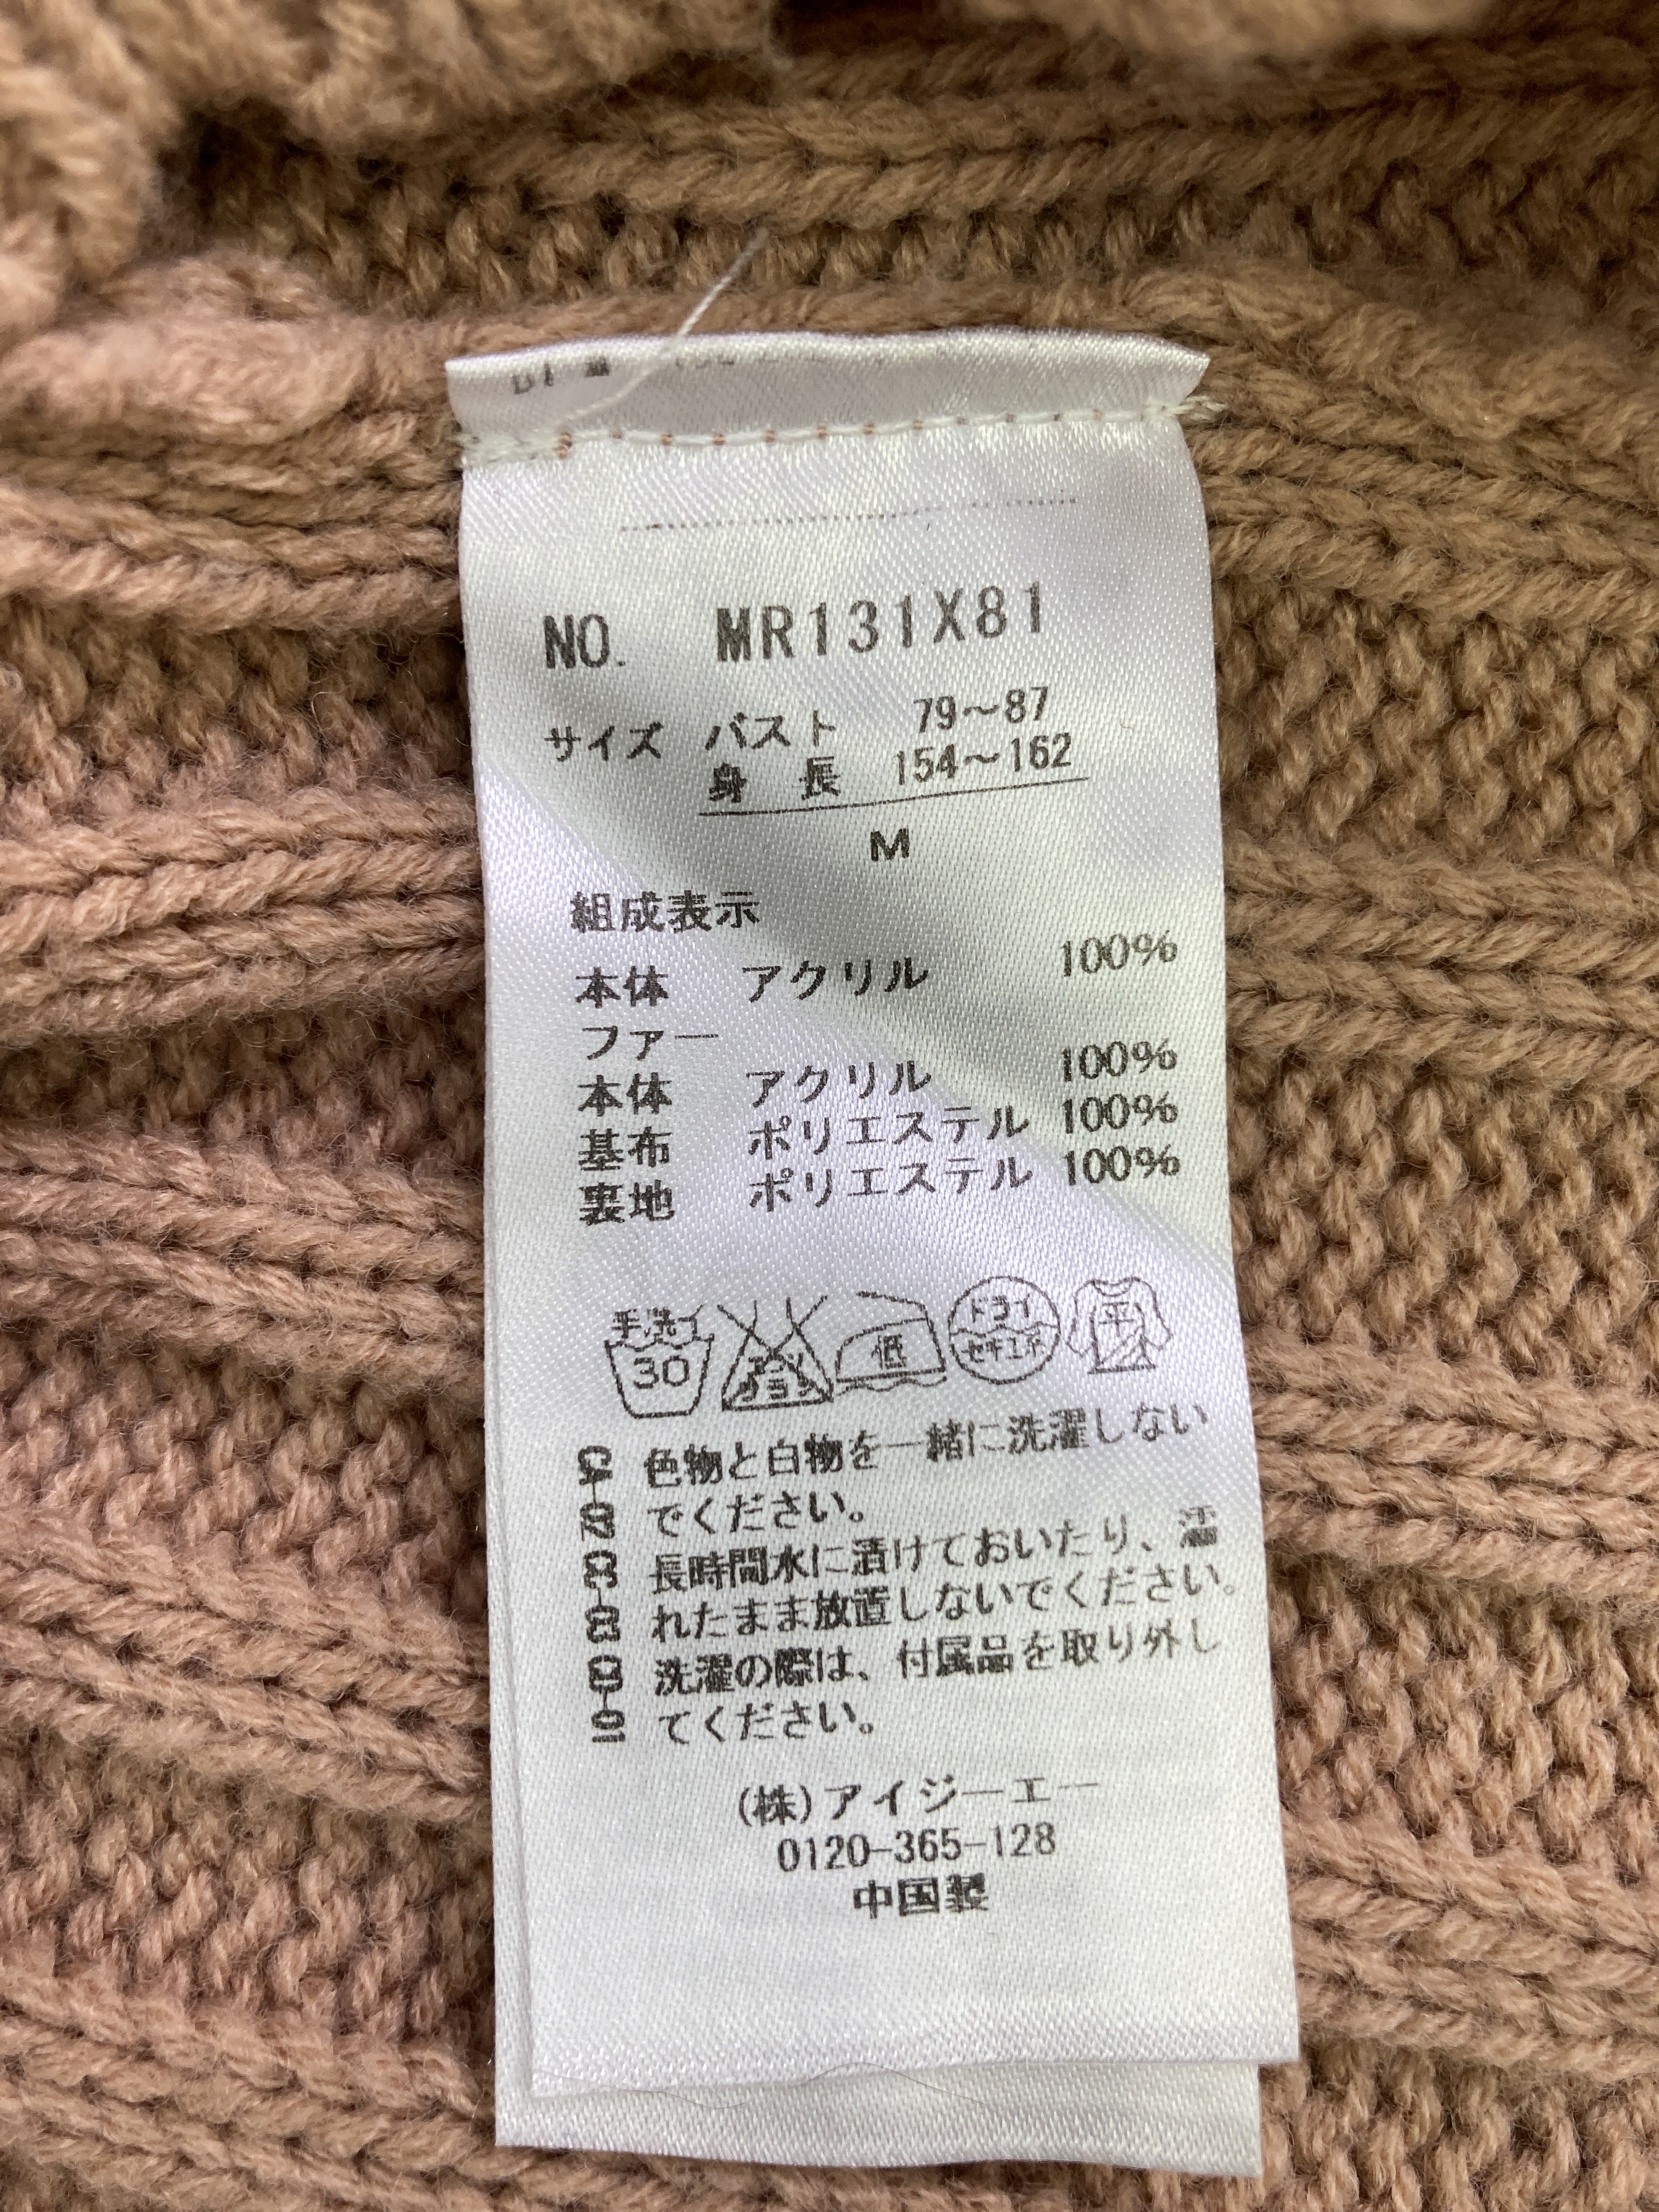 NO. MR131X81
サイズ バスト 79～87
身 長 154～162
M
組成表示
本体 アクリル 100%
ファー
本体 アクリル 100%
基布 ポリエステル 100%
裏地 ポリエステル 100%
手洗イ
30
低
ドライ
セキユ系
平
色物と白物を一緒に洗濯しない
でください。
長時間水に漬けておいたり、濡
れたまま放置しないでください。
洗濯の際は、付属品を取り外し
てください。
(株)アイジーエー
0120-365-128
中国製